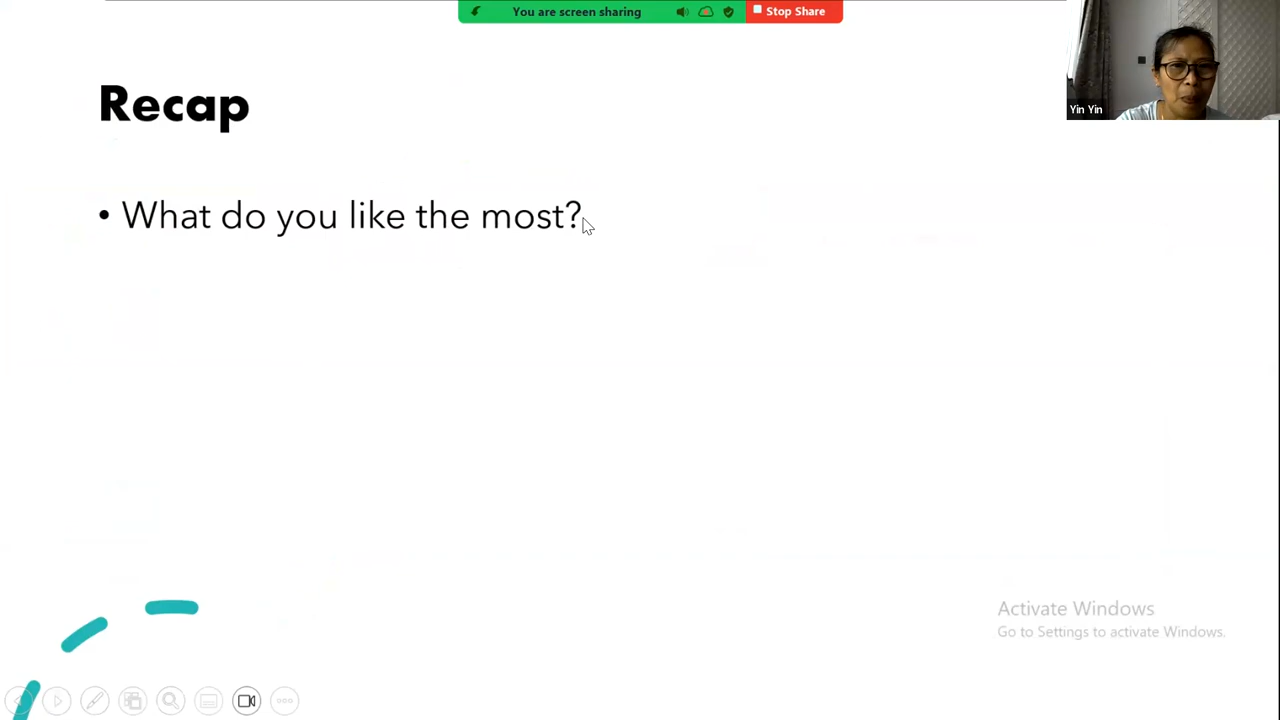 You are screen sharing
Stop Share
Recap
Yin Yin
• What do you like the most?
Activate Windows
Go to Settings to activate Windows.